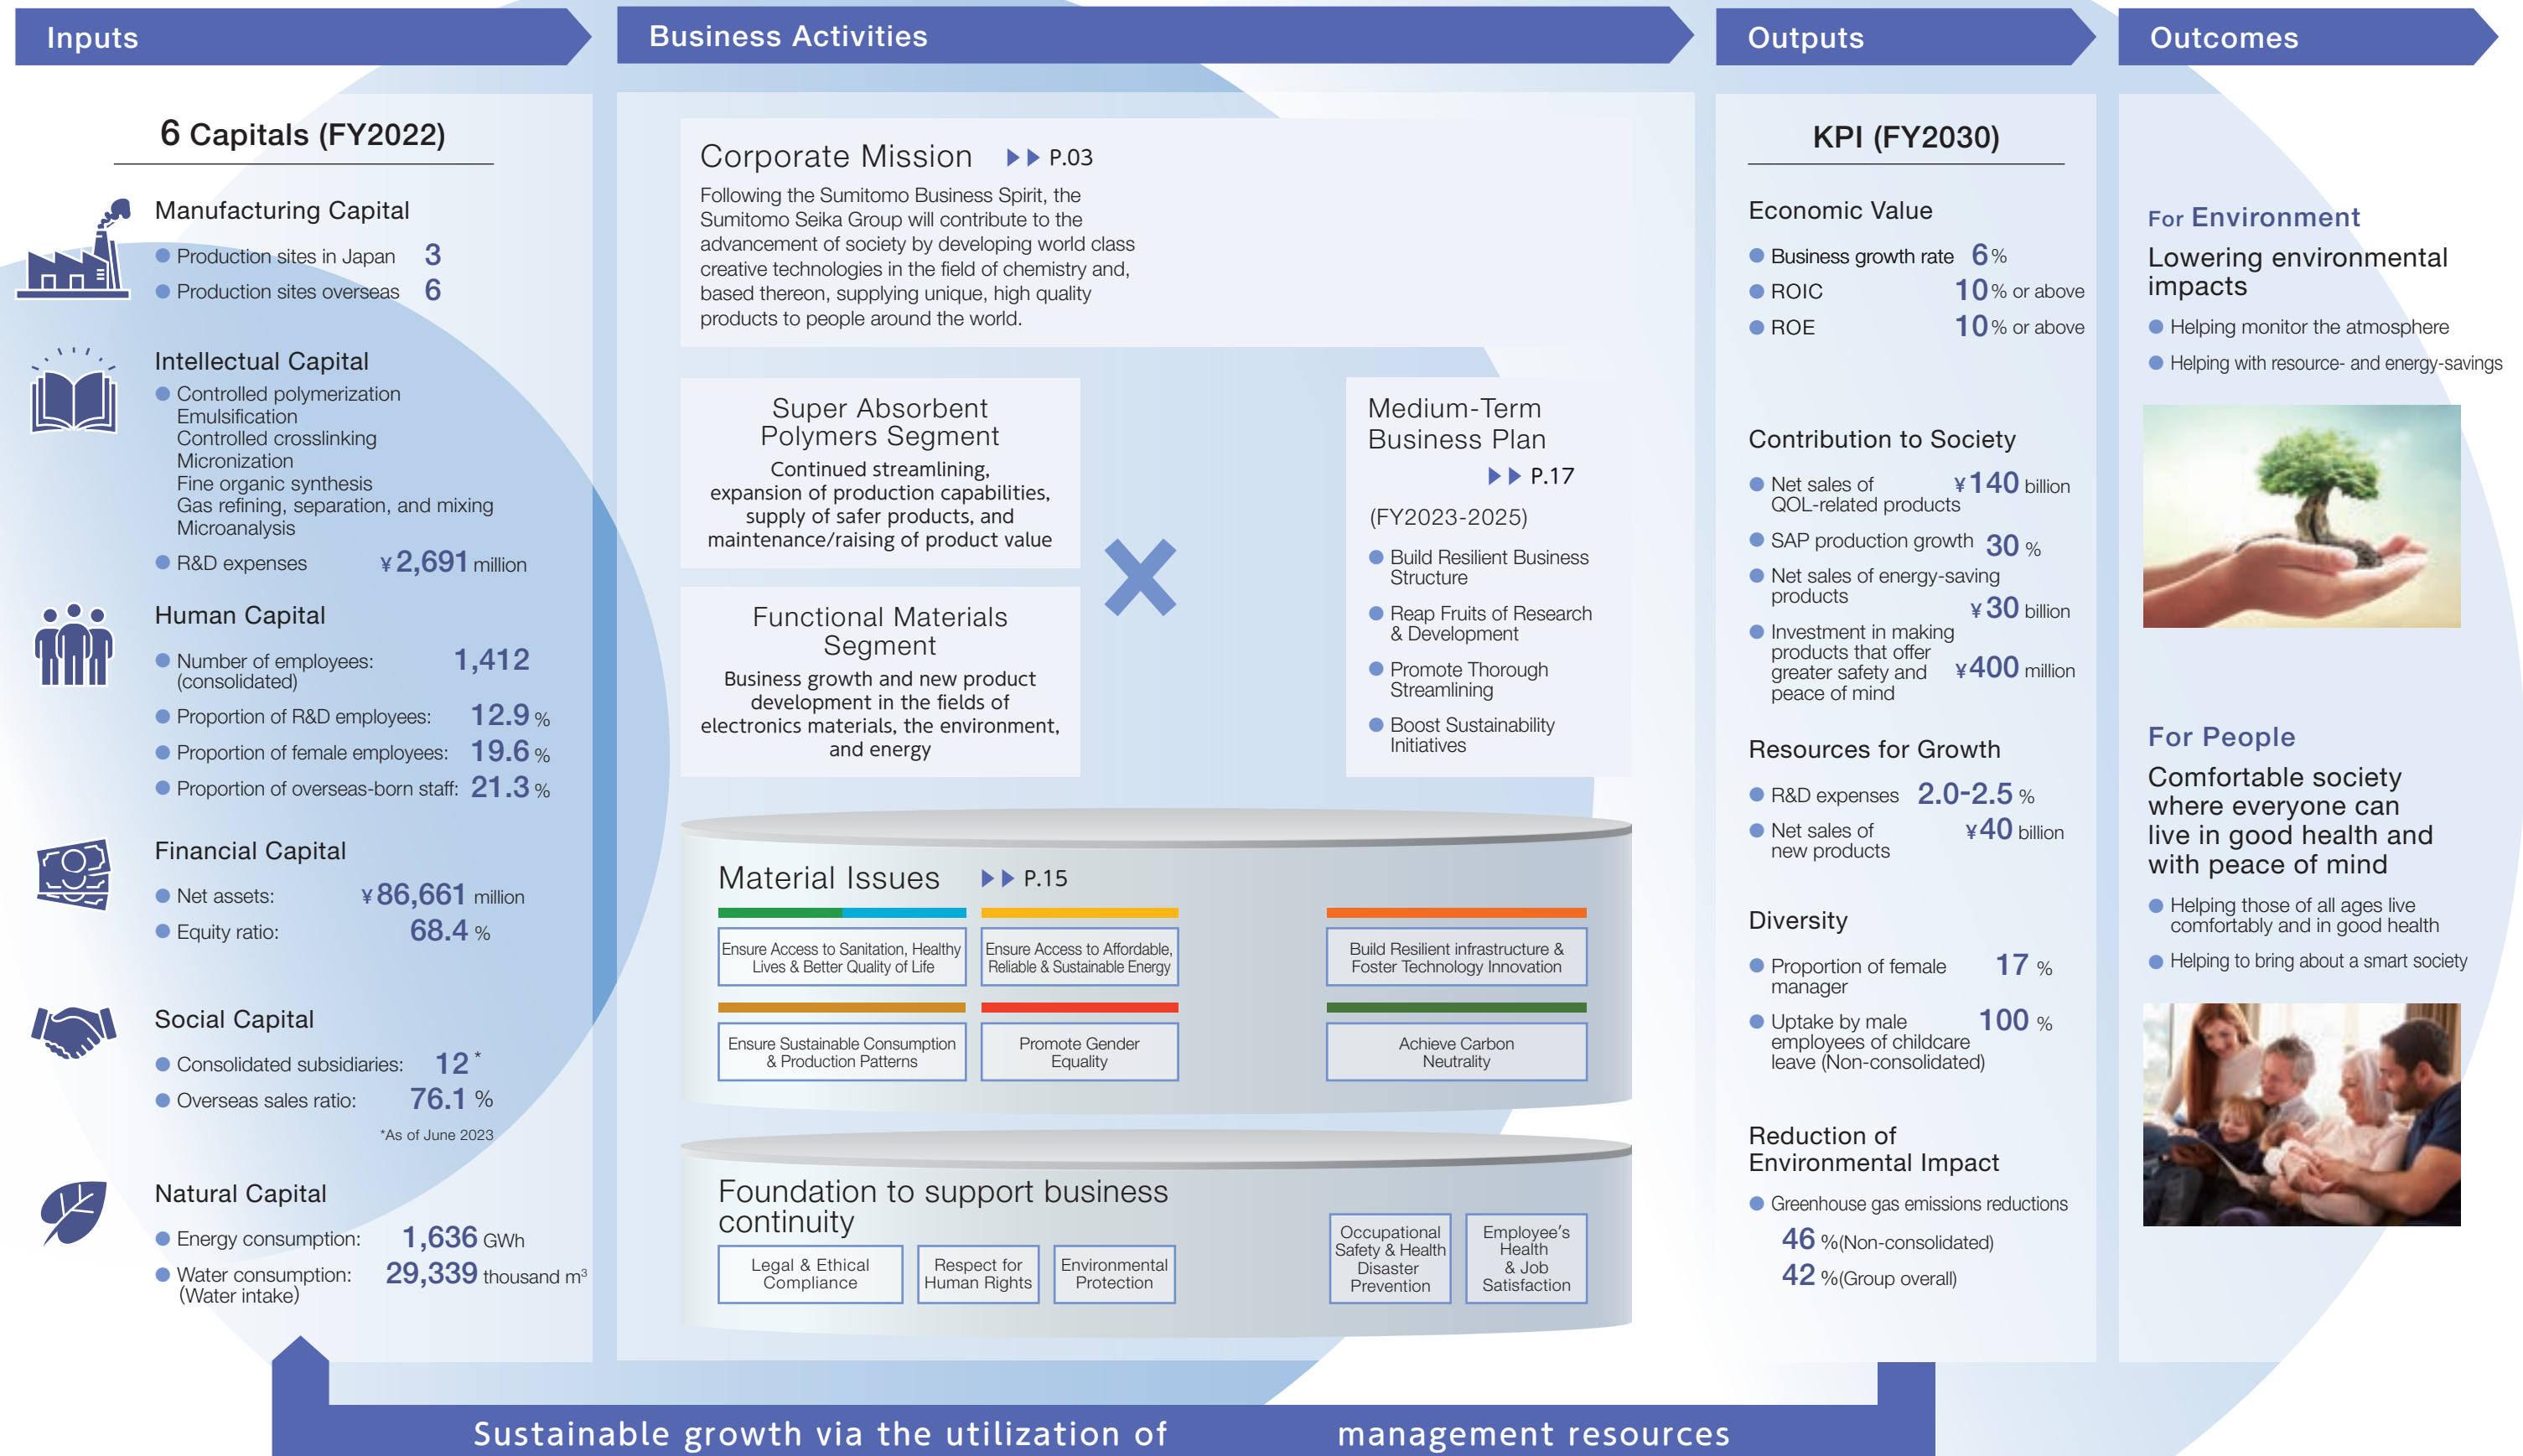 Inputs
6 Capitals (FY2022)
Manufacturing Capital
Production sites in Japan 3
Production sites overseas 6
Intellectual Capital
Controlled polymerization
Emulsification
Controlled crosslinking
Micronization
Fine organic synthesis
Gas refining, separation, and mixing
Microanalysis
R&D expenses ¥2,691 million
Human Capital
Number of employees: 1,412
(consolidated)
Proportion of R&D employees: 12.9 %
Proportion of female employees: 19.6 %
Proportion of overseas-born staff: 21.3 %
Financial Capital
Net assets: ¥86,661 million
Equity ratio: 68.4 %
Social Capital
Consolidated subsidiaries: 12 *
Overseas sales ratio: 76.1 %
*As of June 2023
Natural Capital
Energy consumption: 1,636 GWh
Water consumption: 29,339 thousand m³
(Water intake)
Business Activities
Corporate Mission P.03
Following the Sumitomo Business Spirit, the
Sumitomo Seika Group will contribute to the
advancement of society by developing world class
creative technologies in the field of chemistry and,
based thereon, supplying unique, high quality
products to people around the world.
Super Absorbent
Polymers Segment
Continued streamlining,
expansion of production capabilities,
supply of safer products, and
maintenance/raising of product value
Functional Materials
Segment
Business growth and new product
development in the fields of
electronics materials, the environment,
and energy
Medium-Term
Business Plan
P.17
(FY2023-2025)
Build Resilient Business
Structure
Reap Fruits of Research
& Development
Promote Thorough
Streamlining
Boost Sustainability
Initiatives
Material Issues P.15
Ensure Access to Sanitation, Healthy
Lives & Better Quality of Life
Ensure Access to Affordable,
Reliable & Sustainable Energy
Build Resilient infrastructure &
Foster Technology Innovation
Ensure Sustainable Consumption
& Production Patterns
Promote Gender
Equality
Achieve Carbon
Neutrality
Foundation to support business
continuity
Legal & Ethical
Compliance
Respect for
Human Rights
Environmental
Protection
Occupational
Safety & Health
Disaster
Prevention
Employee's
Health
& Job
Satisfaction
Outputs
KPI (FY2030)
Economic Value
Business growth rate 6%
ROIC 10% or above
ROE 10% or above
Contribution to Society
Net sales of ¥140 billion
QOL-related products
SAP production growth 30 %
Net sales of energy-saving
products
¥30 billion
Investment in making
products that offer
greater safety and ¥400 million
peace of mind
Resources for Growth
R&D expenses 2.0-2.5 %
Net sales of ¥40 billion
new products
Diversity
Proportion of female 17 %
manager
Uptake by male 100 %
employees of childcare
leave (Non-consolidated)
Reduction of
Environmental Impact
Greenhouse gas emissions reductions
46 %(Non-consolidated)
42 %(Group overall)
Outcomes
For Environment
Lowering environmental
impacts
Helping monitor the atmosphere
Helping with resource- and energy-savings
For People
Comfortable society
where everyone can
live in good health and
with peace of mind
Helping those of all ages live
comfortably and in good health
Helping to bring about a smart society
Sustainable growth via the utilization of management resources